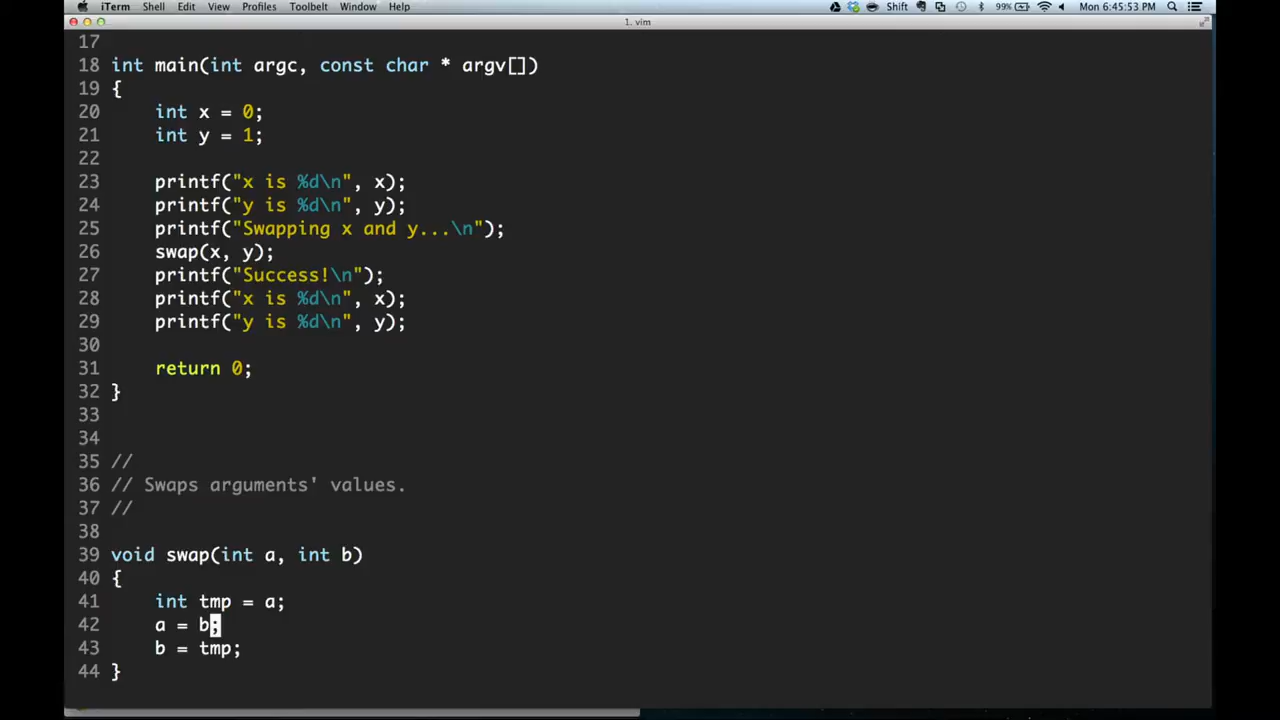 iTerm Shell Edit View Profiles Toolbelt Window Help Shift 99% Mon 6:45:53 PM
1. vim
17
18 int main(int argc, const char * argv[])
19 {
20     int x = 0;
21     int y = 1;
22
23     printf("x is %d\n", x);
24     printf("y is %d\n", y);
25     printf("Swapping x and y...\n");
26     swap(x, y);
27     printf("Success!\n");
28     printf("x is %d\n", x);
29     printf("y is %d\n", y);
30
31     return 0;
32 }
33
34
35 //
36 // Swaps arguments' values.
37 //
38
39 void swap(int a, int b)
40 {
41     int tmp = a;
42     a = b;
43     b = tmp;
44 }